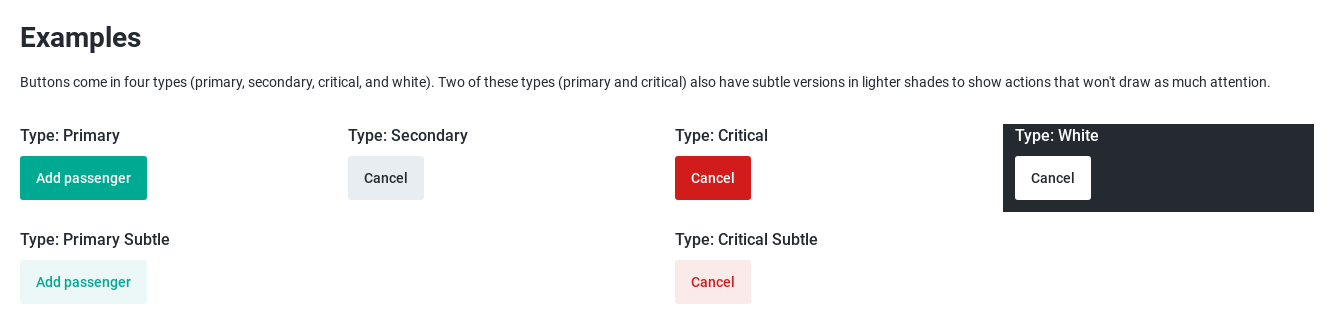 Examples
Buttons come in four types (primary, secondary, critical, and white). Two of these types (primary and critical) also have subtle versions in lighter shades to show actions that won't draw as much attention.
Type: Primary
Add passenger
Type: Secondary
Cancel
Type: Critical
Cancel
Type: White
Cancel
Type: Primary Subtle
Add passenger
Type: Critical Subtle
Cancel